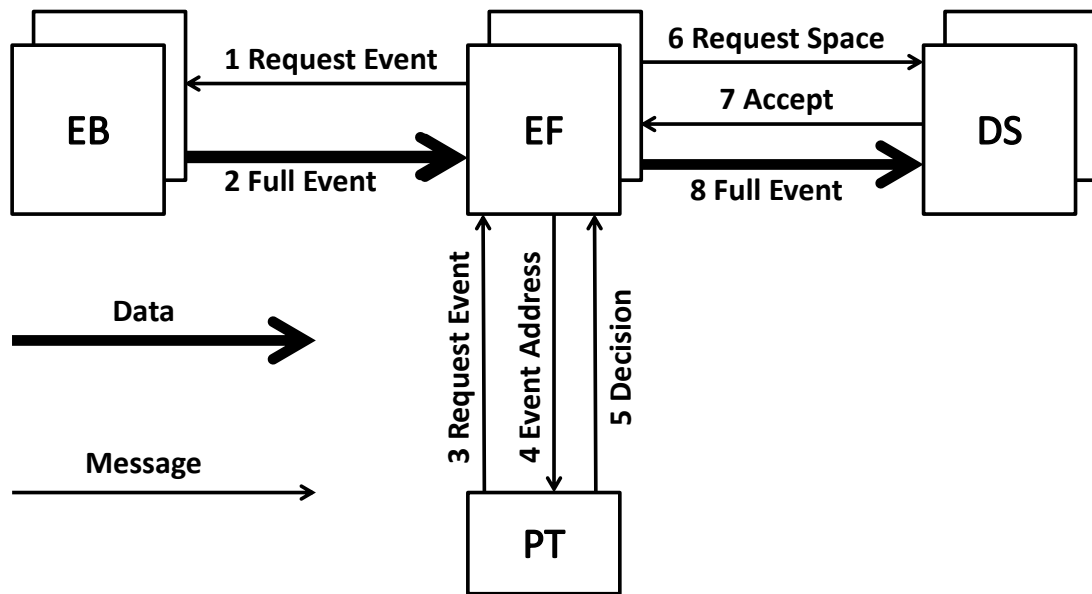 EB
1 Request Event
2 Full Event
EF
6 Request Space
7 Accept
8 Full Event
DS
3 Request Event
4 Event Address
5 Decision
PT
Data
Message